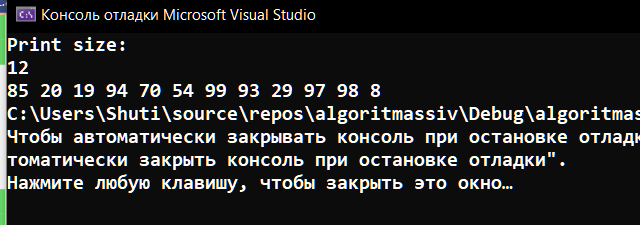 Консоль отладки Microsoft Visual Studio
Print size:
12
85 20 19 94 70 54 99 93 29 97 98 8
C:\Users\Shuti\source\repos\algoritmassiv\Debug\algoritmas
Чтобы автоматически закрывать консоль при остановке отладк
томатически закрыть консоль при остановке отладки".
Нажмите любую клавишу, чтобы закрыть это окно…